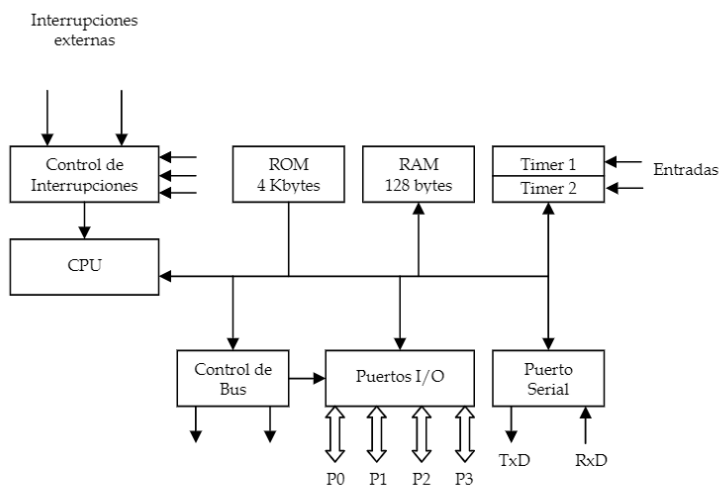 Interrupciones
externas
Control de
Interrupciones
ROM
4 Kbytes
RAM
128 bytes
Timer 1
Timer 2
Entradas
CPU
Control de
Bus
Puertos I/O
Puerto
Serial
P0
P1
P2
P3
TxD
RxD